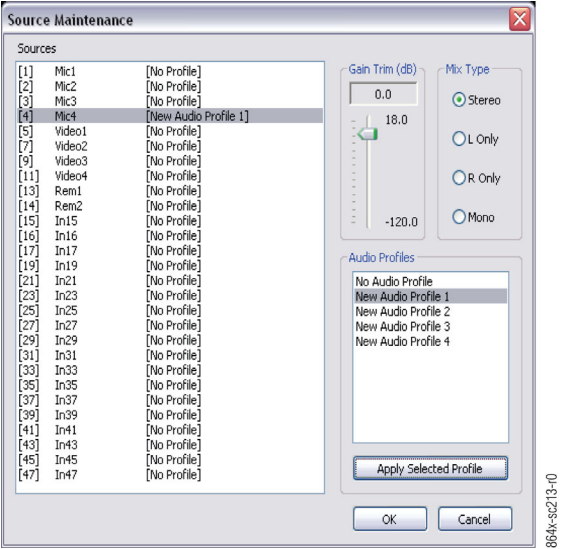 Source Maintenance
Sources
[1] Mic1 [No Profile]
[2] Mic2 [No Profile]
[3] Mic3 [No Profile]
[4] Mic4 [New Audio Profile 1]
[5] Video1 [No Profile]
[7] Video2 [No Profile]
[9] Video3 [No Profile]
[11] Video4 [No Profile]
[13] Rem1 [No Profile]
[14] Rem2 [No Profile]
[15] In15 [No Profile]
[16] In16 [No Profile]
[17] In17 [No Profile]
[19] In19 [No Profile]
[21] In21 [No Profile]
[23] In23 [No Profile]
[25] In25 [No Profile]
[27] In27 [No Profile]
[29] In29 [No Profile]
[31] In31 [No Profile]
[33] In33 [No Profile]
[35] In35 [No Profile]
[37] In37 [No Profile]
[39] In39 [No Profile]
[41] In41 [No Profile]
[43] In43 [No Profile]
[45] In45 [No Profile]
[47] In47 [No Profile]
Gain Trim (dB)
0.0
18.0
-120.0
Mix Type
Stereo
L Only
R Only
Mono
Audio Profiles
No Audio Profile
New Audio Profile 1
New Audio Profile 2
New Audio Profile 3
New Audio Profile 4
Apply Selected Profile
OK
Cancel
864x-sc213-r0